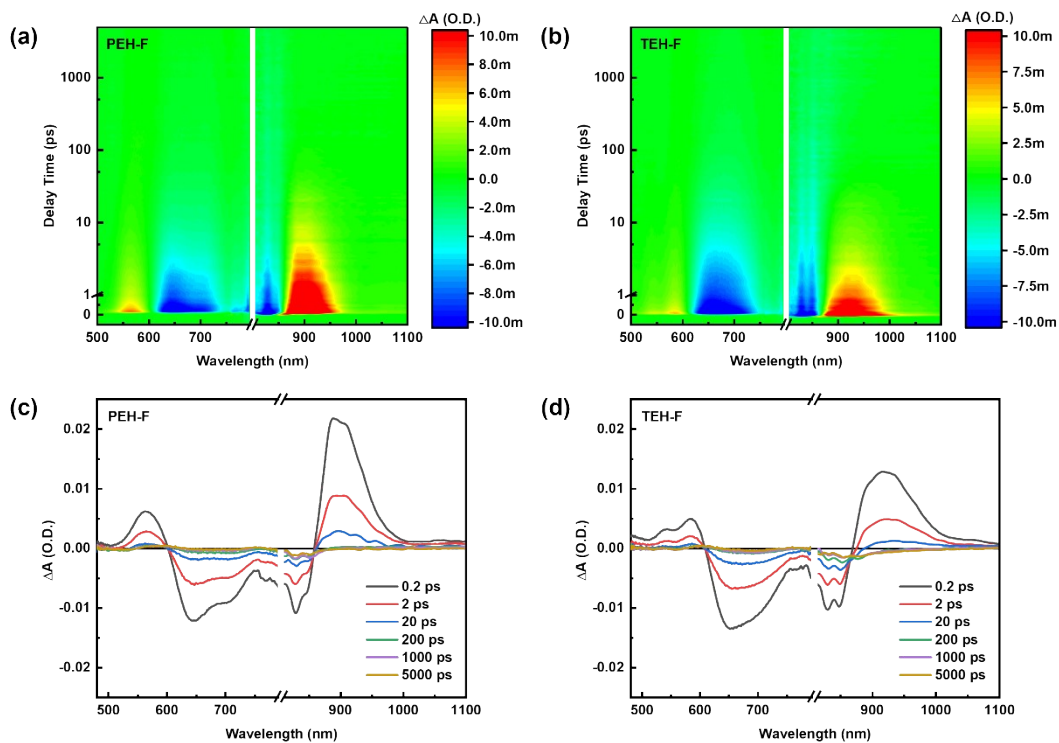 (a)
PEH-F
Delay Time (ps)
1000
100
10
1
0
500 600 700 900 1000 1100
Wavelength (nm)
△A (O.D.)
10.0m
8.0m
6.0m
4.0m
2.0m
0.0
-2.0m
-4.0m
-6.0m
-8.0m
-10.0m
(b)
TEH-F
Delay Time (ps)
1000
100
10
1
0
500 600 700 900 1000 1100
Wavelength (nm)
△A (O.D.)
10.0m
7.5m
5.0m
2.5m
0.0
-2.5m
-5.0m
-7.5m
-10.0m
(c)
PEH-F
△A (O.D.)
0.02
0.01
0.00
-0.01
-0.02
0.2 ps
2 ps
20 ps
200 ps
1000 ps
5000 ps
500 600 700 900 1000 1100
Wavelength (nm)
(d)
TEH-F
△A (O.D.)
0.02
0.01
0.00
-0.01
-0.02
0.2 ps
2 ps
20 ps
200 ps
1000 ps
5000 ps
500 600 700 900 1000 1100
Wavelength (nm)